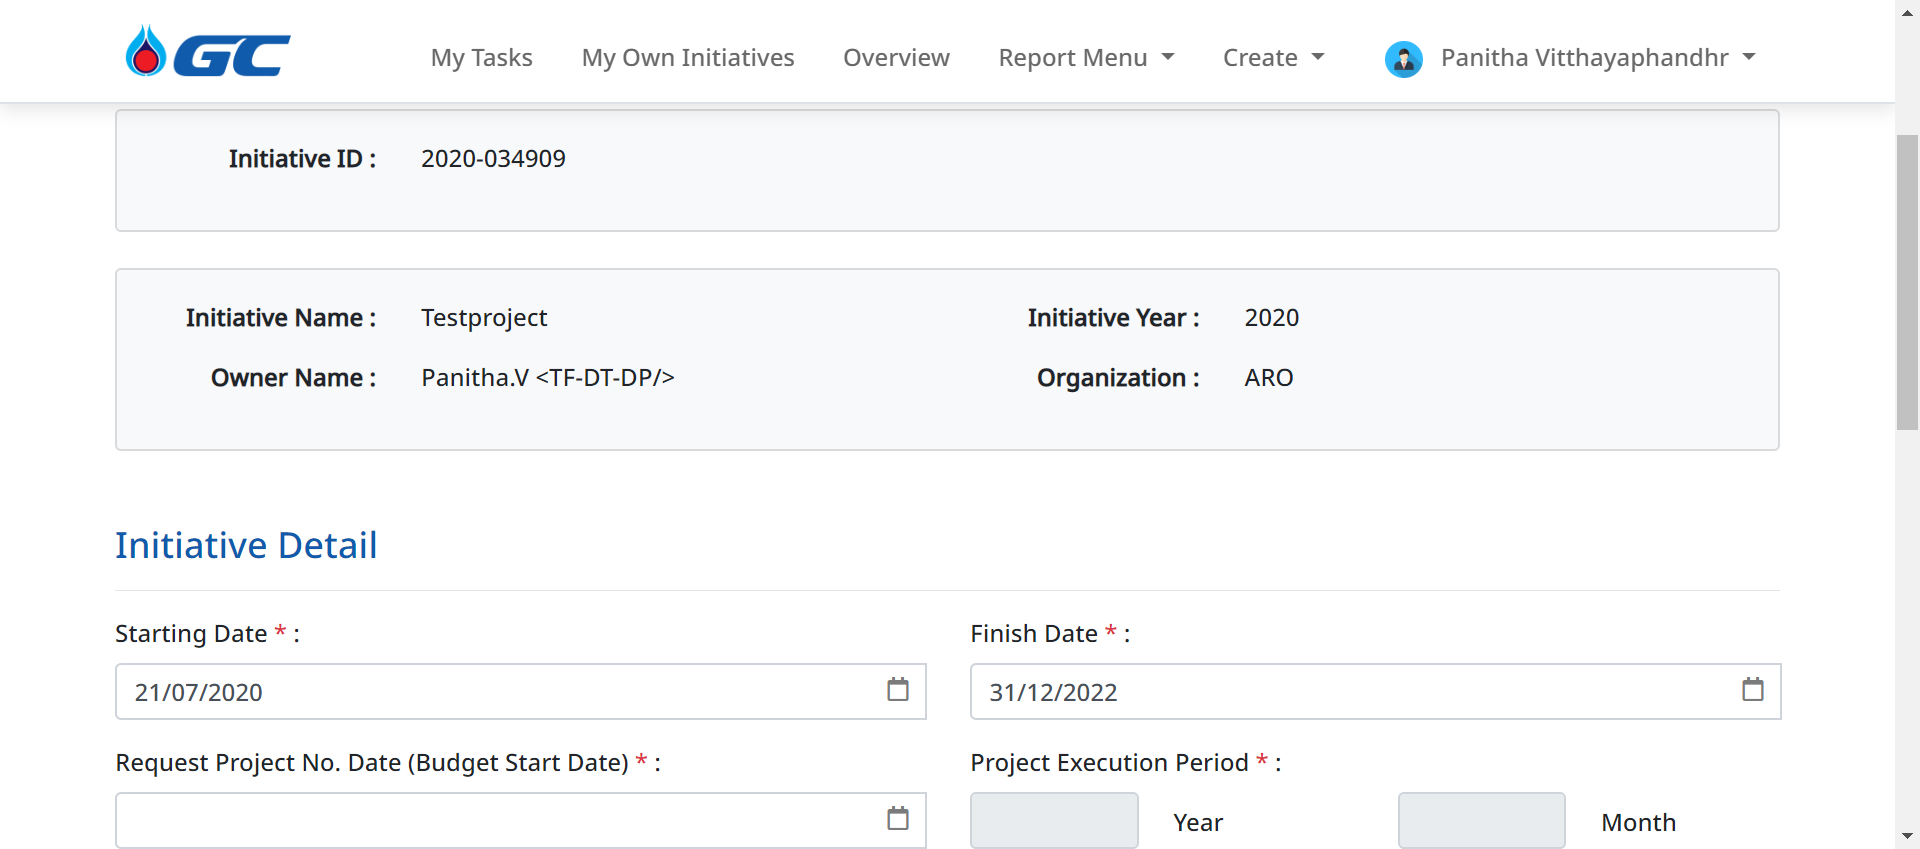 GC My Tasks My Own Initiatives Overview Report Menu Create Panitha Vitthayaphandhr
Initiative ID : 2020-034909
Initiative Name : Testproject Initiative Year : 2020
Owner Name : Panitha.V <TF-DT-DP/> Organization : ARO
Initiative Detail
Starting Date * : Finish Date * :
21/07/2020 31/12/2022
Request Project No. Date (Budget Start Date) * : Project Execution Period * :
Year Month